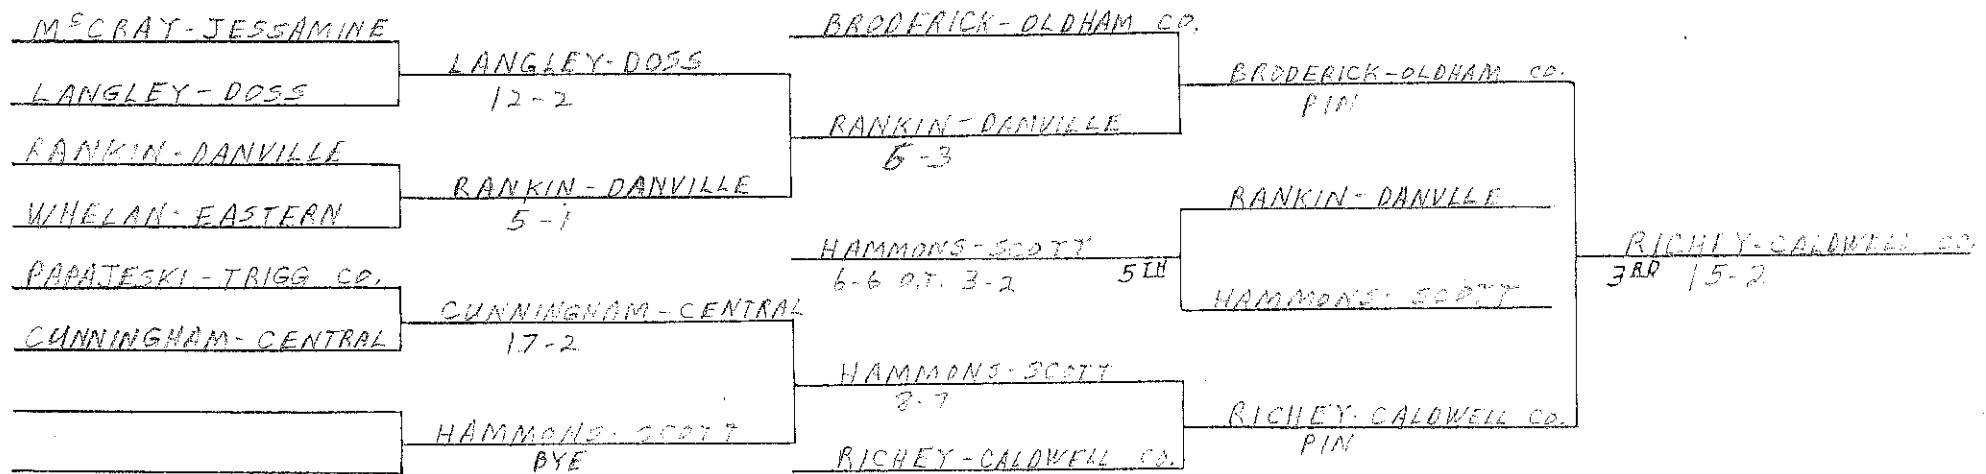 McCRAY-JESSAMINE
LANGLEY-DOSS
RANKIN-DANVILLE
WHELAN-EASTERN
PAPAJESKI-TRIGG CO.
CUNNINGHAM-CENTRAL
LANGLEY-DOSS
12-2
RANKIN-DANVILLE
5-1
CUNNINGHAM-CENTRAL
17-2
HAMMONS-SCOTT
BYE
BRODERICK-OLDHAM CO.
RANKIN-DANVILLE
5-3
HAMMONS-SCOTT
6-6 O.T. 3-2
5TH
HAMMONS-SCOTT
8-7
RICHEY-CALDWELL CO.
BRODERICK-OLDHAM CO.
PIN
RANKIN-DANVLLE
HAMMONS-SCOTT
RICHEY-CALDWELL CO.
PIN
RICHEY-CALDWELL CO.
3RD 15-2